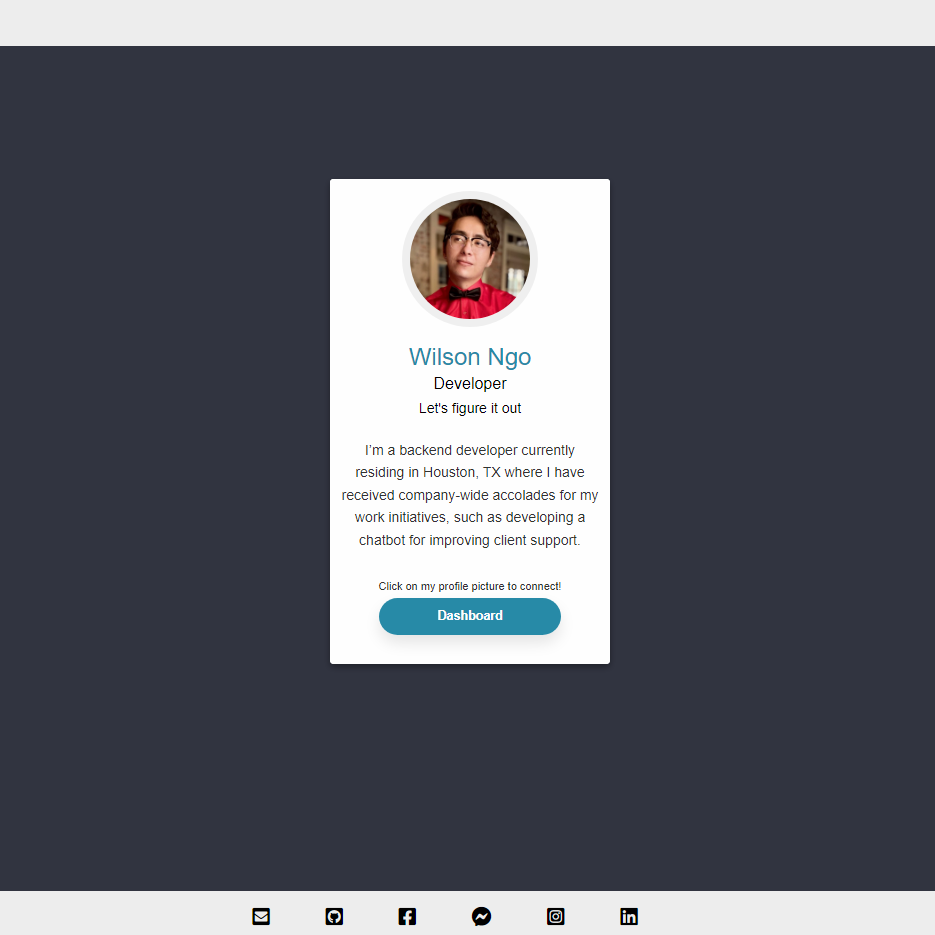 Wilson Ngo
Developer
Let's figure it out
I’m a backend developer currently
residing in Houston, TX where I have
received company-wide accolades for my
work initiatives, such as developing a
chatbot for improving client support.
Click on my profile picture to connect!
Dashboard